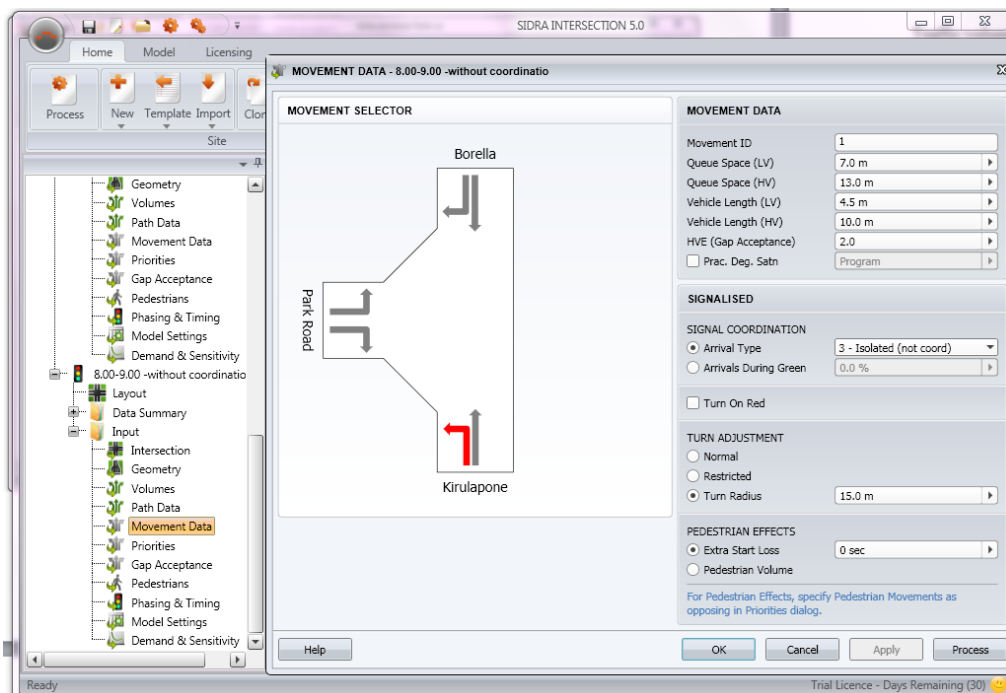 SIDRA INTERSECTION 5.0
Home Model Licensing
Process New Template Import Clor
Site
Geometry
Volumes
Path Data
Movement Data
Priorities
Gap Acceptance
Pedestrians
Phasing & Timing
Model Settings
Demand & Sensitivity
8.00-9.00 -without coordinatio
Layout
Data Summary
Input
Intersection
Geometry
Volumes
Path Data
Movement Data
Priorities
Gap Acceptance
Pedestrians
Phasing & Timing
Model Settings
Demand & Sensitivity
MOVEMENT DATA - 8.00-9.00 -without coordinatio
MOVEMENT SELECTOR
Borella
Park Road
Kirulapone
MOVEMENT DATA
Movement ID 1
Queue Space (LV) 7.0 m
Queue Space (HV) 13.0 m
Vehicle Length (LV) 4.5 m
Vehicle Length (HV) 10.0 m
HVE (Gap Acceptance) 2.0
Prac. Deg. Satn Program
SIGNALISED
SIGNAL COORDINATION
Arrival Type 3 - Isolated (not coord)
Arrivals During Green 0.0 %
Turn On Red
TURN ADJUSTMENT
Normal
Restricted
Turn Radius 15.0 m
PEDESTRIAN EFFECTS
Extra Start Loss 0 sec
Pedestrian Volume
For Pedestrian Effects, specify Pedestrian Movements as
opposing in Priorities dialog.
Help OK Cancel Apply Process
Ready Trial Licence - Days Remaining (30)